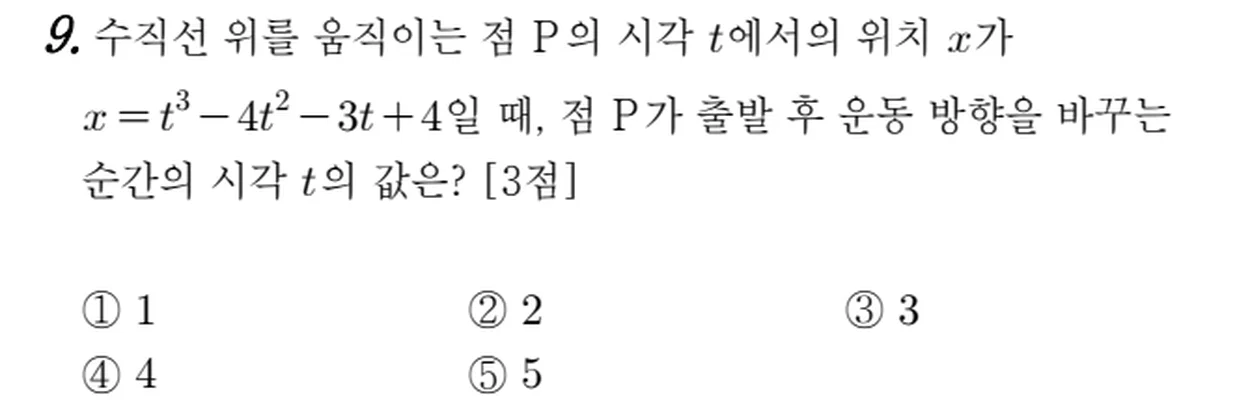 9. 수직선 위를 움직이는 점 P의 시각 t에서의 위치 x가
x = t³ − 4t² − 3t + 4일 때, 점 P가 출발 후 운동 방향을 바꾸는
순간의 시각 t의 값은? [3점]
① 1 ② 2 ③ 3
④ 4 ⑤ 5